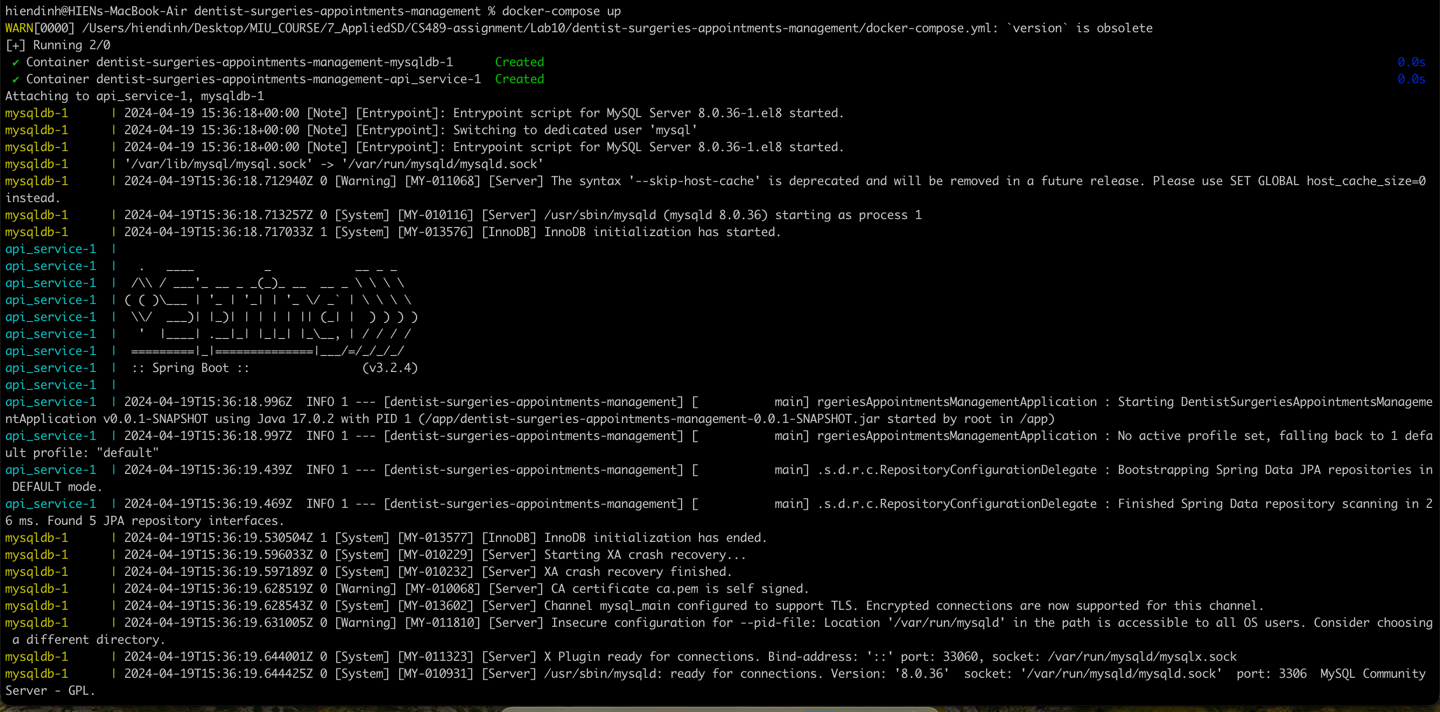 hiendinh@HIENs-MacBook-Air dentist-surgeries-appointments-management % docker-compose up
WARN[0000] /Users/hiendinh/Desktop/MIU_COURSE/7_AppliedSD/CS489-assignment/Lab10/dentist-surgeries-appointments-management/docker-compose.yml: `version` is obsolete
[+] Running 2/0
 ✔ Container dentist-surgeries-appointments-management-mysqldb-1      Created      0.0s
 ✔ Container dentist-surgeries-appointments-management-api_service-1  Created      0.0s
Attaching to api_service-1, mysqldb-1
mysqldb-1      | 2024-04-19 15:36:18+00:00 [Note] [Entrypoint]: Entrypoint script for MySQL Server 8.0.36-1.el8 started.
mysqldb-1      | 2024-04-19 15:36:18+00:00 [Note] [Entrypoint]: Switching to dedicated user 'mysql'
mysqldb-1      | 2024-04-19 15:36:18+00:00 [Note] [Entrypoint]: Entrypoint script for MySQL Server 8.0.36-1.el8 started.
mysqldb-1      | '/var/lib/mysql/mysql.sock' -> '/var/run/mysqld/mysqld.sock'
mysqldb-1      | 2024-04-19T15:36:18.712940Z 0 [Warning] [MY-011068] [Server] The syntax '--skip-host-cache' is deprecated and will be removed in a future release. Please use SET GLOBAL host_cache_size=0
instead.
mysqldb-1      | 2024-04-19T15:36:18.713257Z 0 [System] [MY-010116] [Server] /usr/sbin/mysqld (mysqld 8.0.36) starting as process 1
mysqldb-1      | 2024-04-19T15:36:18.717033Z 1 [System] [MY-013576] [InnoDB] InnoDB initialization has started.
api_service-1  |
api_service-1  |   .   ____          _            __ _ _
api_service-1  |  /\\ / ___'_ __ _ _(_)_ __  __ _ \ \ \ \
api_service-1  | ( ( )\___ | '_ | '_| | '_ \/ _` | \ \ \ \
api_service-1  |  \\/  ___)| |_)| | | | | || (_| |  ) ) ) )
api_service-1  |   '  |____| .__|_| |_|_| |_\__, | / / / /
api_service-1  |  =========|_|==============|___/=/_/_/_/
api_service-1  |  :: Spring Boot ::                (v3.2.4)
api_service-1  |
api_service-1  | 2024-04-19T15:36:18.996Z  INFO 1 --- [dentist-surgeries-appointments-management] [           main] rgeriesAppointmentsManagementApplication : Starting DentistSurgeriesAppointmentsManageme
ntApplication v0.0.1-SNAPSHOT using Java 17.0.2 with PID 1 (/app/dentist-surgeries-appointments-management-0.0.1-SNAPSHOT.jar started by root in /app)
api_service-1  | 2024-04-19T15:36:18.997Z  INFO 1 --- [dentist-surgeries-appointments-management] [           main] rgeriesAppointmentsManagementApplication : No active profile set, falling back to 1 defa
ult profile: "default"
api_service-1  | 2024-04-19T15:36:19.439Z  INFO 1 --- [dentist-surgeries-appointments-management] [           main] .s.d.r.c.RepositoryConfigurationDelegate : Bootstrapping Spring Data JPA repositories in
 DEFAULT mode.
api_service-1  | 2024-04-19T15:36:19.469Z  INFO 1 --- [dentist-surgeries-appointments-management] [           main] .s.d.r.c.RepositoryConfigurationDelegate : Finished Spring Data repository scanning in 2
6 ms. Found 5 JPA repository interfaces.
mysqldb-1      | 2024-04-19T15:36:19.530504Z 1 [System] [MY-013577] [InnoDB] InnoDB initialization has ended.
mysqldb-1      | 2024-04-19T15:36:19.596033Z 0 [System] [MY-010229] [Server] Starting XA crash recovery...
mysqldb-1      | 2024-04-19T15:36:19.597189Z 0 [System] [MY-010232] [Server] XA crash recovery finished.
mysqldb-1      | 2024-04-19T15:36:19.628519Z 0 [Warning] [MY-010068] [Server] CA certificate ca.pem is self signed.
mysqldb-1      | 2024-04-19T15:36:19.628543Z 0 [System] [MY-013602] [Server] Channel mysql_main configured to support TLS. Encrypted connections are now supported for this channel.
mysqldb-1      | 2024-04-19T15:36:19.631005Z 0 [Warning] [MY-011810] [Server] Insecure configuration for --pid-file: Location '/var/run/mysqld' in the path is accessible to all OS users. Consider choosing
 a different directory.
mysqldb-1      | 2024-04-19T15:36:19.644001Z 0 [System] [MY-011323] [Server] X Plugin ready for connections. Bind-address: '::' port: 33060, socket: /var/run/mysqld/mysqlx.sock
mysqldb-1      | 2024-04-19T15:36:19.644425Z 0 [System] [MY-010931] [Server] /usr/sbin/mysqld: ready for connections. Version: '8.0.36'  socket: '/var/run/mysqld/mysqld.sock'  port: 3306  MySQL Community
Server - GPL.